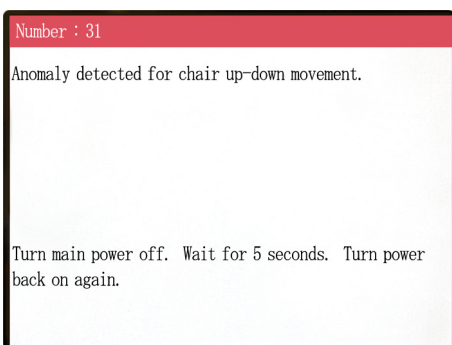 Number：31
Anomaly detected for chair up-down movement.
Turn main power off. Wait for 5 seconds. Turn power
back on again.